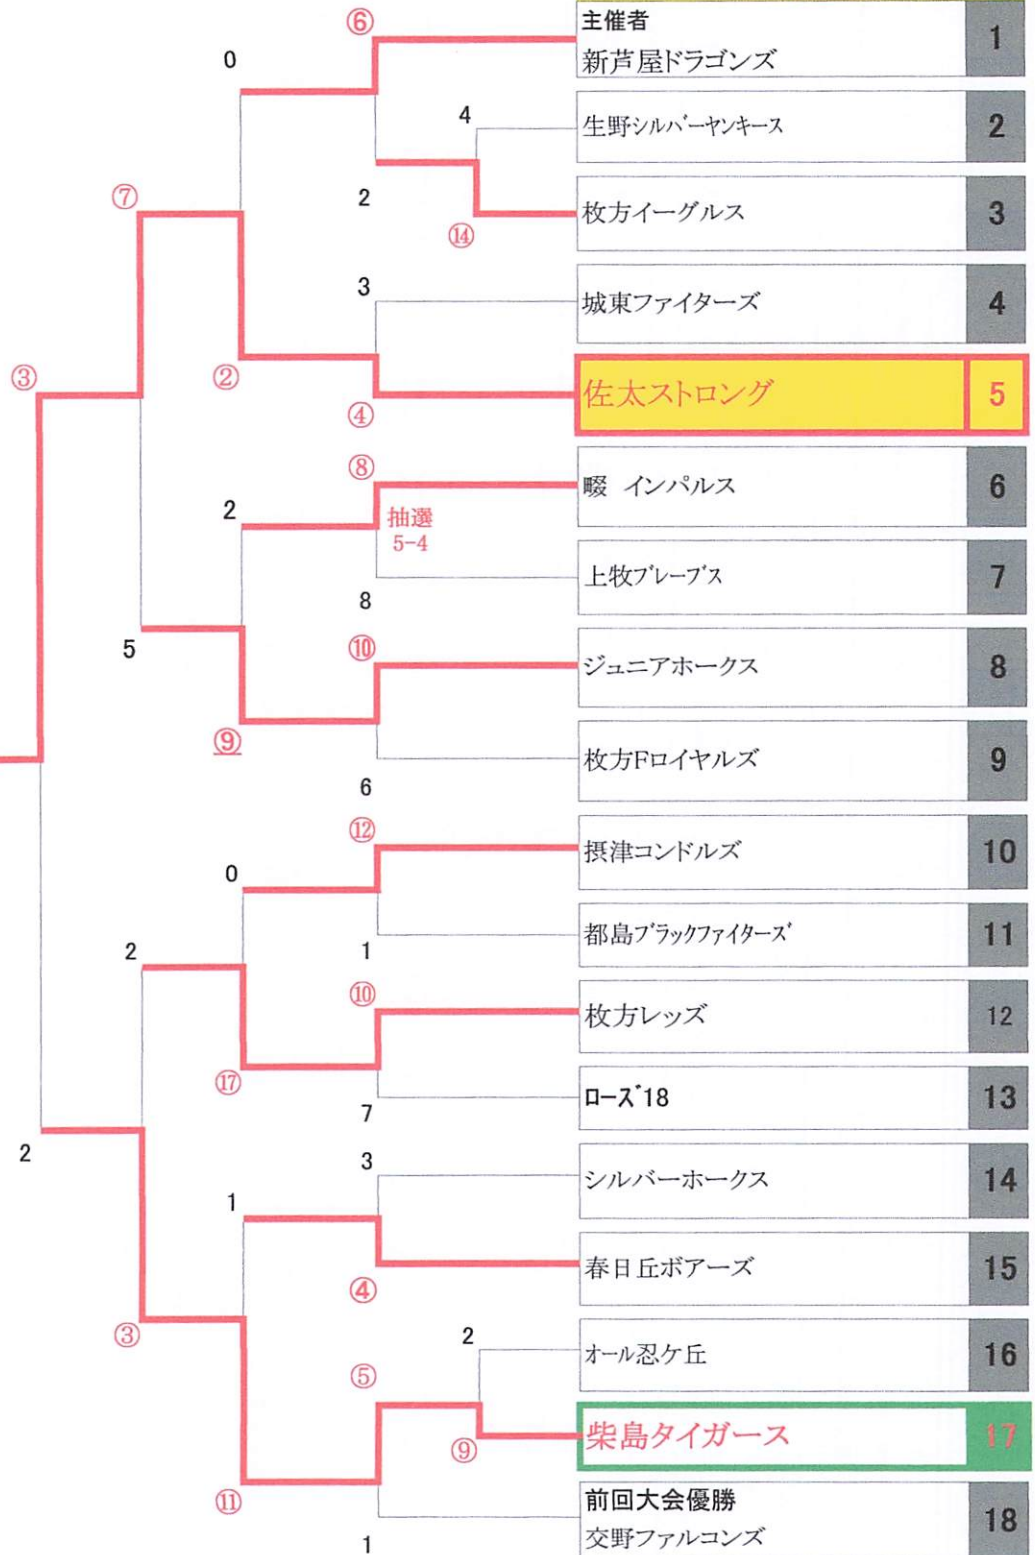 ⑥
主催者
新芦屋ドラゴンズ 1
0
4
生野シルバーヤンキース 2
⑦
2
枚方イーグルス 3
⑭
3
城東ファイターズ 4
③
②
佐太ストロング 5
④
⑧
2
畷 インパルス 6
抽選
5-4
上牧ブレーブス 7
8
5
⑩
ジュニアホークス 8
⑨
枚方Fロイヤルズ 9
6
⑫
0
摂津コンドルズ 10
都島ブラックファイターズ 11
2
1
⑩
枚方レッズ 12
⑰
ローズ18 13
7
2
3
シルバーホークス 14
1
春日丘ボアーズ 15
④
③
2
オール忍ケ丘 16
⑤
柴島タイガース 17
⑨
⑪
前回大会優勝
交野ファルコンズ 18
1